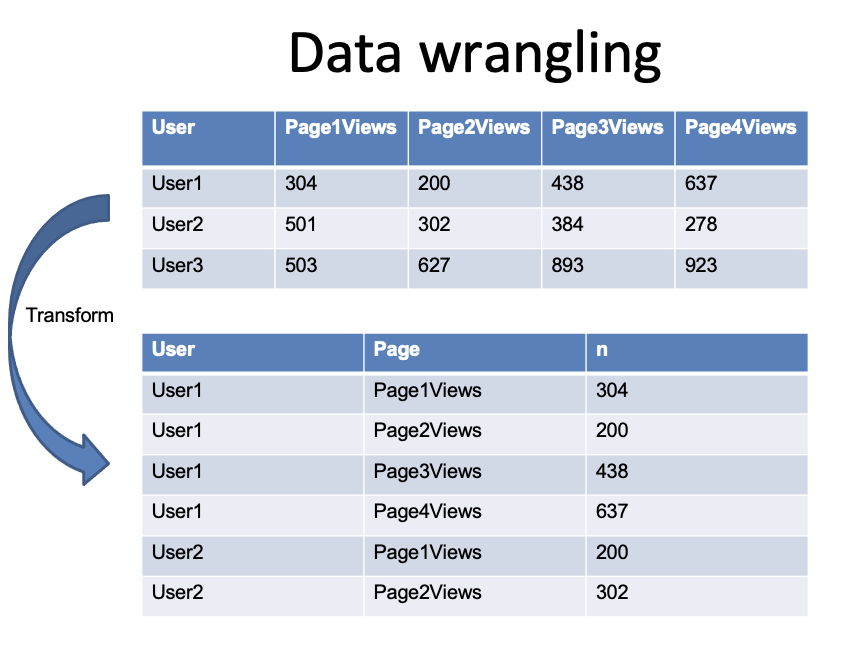 Data wrangling
User Page1Views Page2Views Page3Views Page4Views
User1 304 200 438 637
User2 501 302 384 278
User3 503 627 893 923
Transform
User Page n
User1 Page1Views 304
User1 Page2Views 200
User1 Page3Views 438
User1 Page4Views 637
User2 Page1Views 200
User2 Page2Views 302